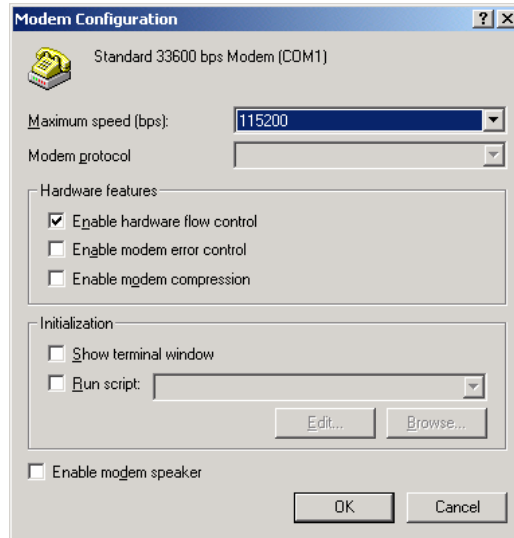 Modem Configuration
Standard 33600 bps Modem (COM1)
Maximum speed (bps): 115200
Modem protocol
Hardware features
Enable hardware flow control
Enable modem error control
Enable modem compression
Initialization
Show terminal window
Run script:
Edit... Browse...
Enable modem speaker
OK Cancel